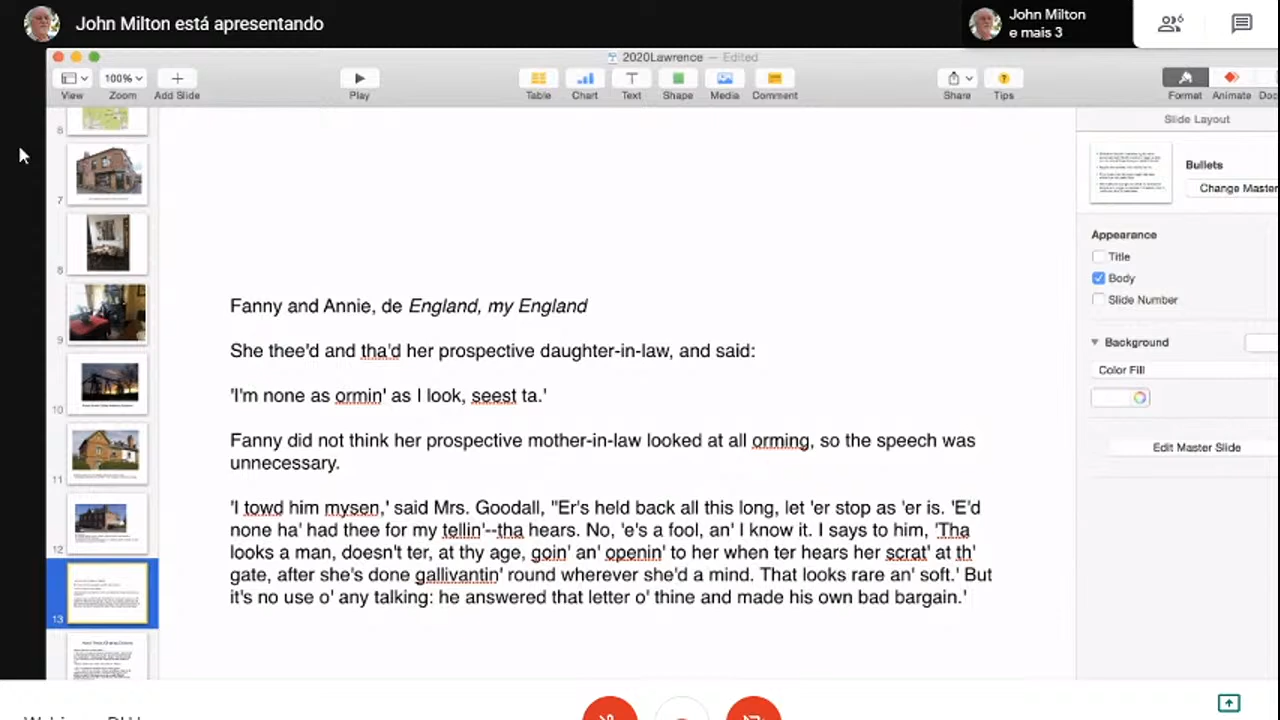 John Milton está apresentando
John Milton
e mais 3
6
2020Lawrence — Edited
100%
View
Zoom
Add Slide
Play
Table
Chart
Text
Shape
Media
Comment
Share
Tips
Format
Animate
Doc
Slide Layout
6
7
8
9
10
11
12
13
Bullets
Change Master
Appearance
Title
Body
Slide Number
Background
Color Fill
Edit Master Slide
Fanny and Annie, de England, my England
She thee'd and tha'd her prospective daughter-in-law, and said:
'I'm none as ormin' as I look, seest ta.'
Fanny did not think her prospective mother-in-law looked at all orming, so the speech was
unnecessary.
'I towd him mysen,' said Mrs. Goodall, "Er's held back all this long, let 'er stop as 'er is. 'E'd
none ha' had thee for my tellin'--tha hears. No, 'e's a fool, an' I know it. I says to him, 'Tha
looks a man, doesn't ter, at thy age, goin' an' openin' to her when ter hears her scrat' at th'
gate, after she's done gallivantin' round wherever she'd a mind. That looks rare an' soft.' But
it's no use o' any talking: he answered that letter o' thine and made his own bad bargain.'